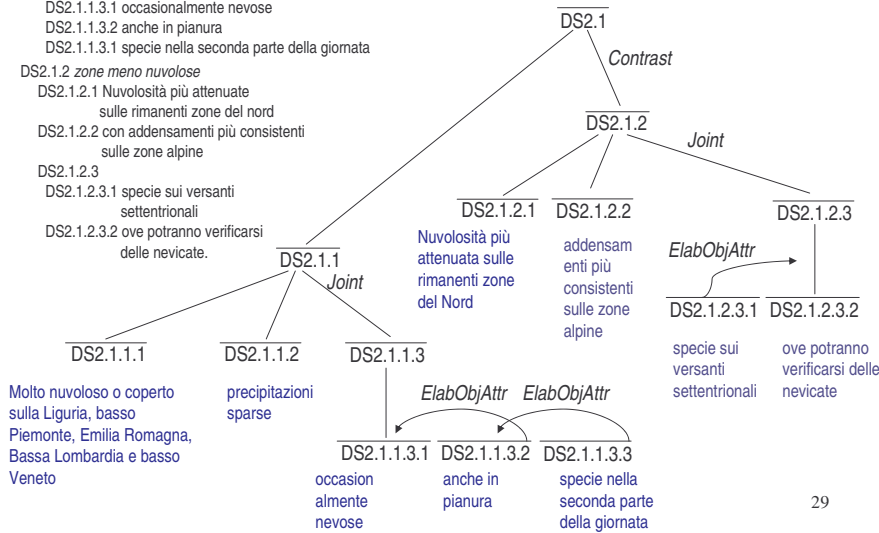 DS2.1.1.3.1 occasionalmente nevose
DS2.1.1.3.2 anche in pianura
DS2.1.1.3.1 specie nella seconda parte della giornata
DS2.1.2 zone meno nuvolose
DS2.1.2.1 Nuvolosità più attenuate
sulle rimanenti zone del nord
DS2.1.2.2 con addensamenti più consistenti
sulle zone alpine
DS2.1.2.3
DS2.1.2.3.1 specie sui versanti
settentrionali
DS2.1.2.3.2 ove potranno verificarsi
delle nevicate.
DS2.1
Contrast
DS2.1.2
Joint
DS2.1.2.1
DS2.1.2.2
DS2.1.2.3
Nuvolosità più
attenuata sulle
rimanenti zone
del Nord
addensam
enti più
consistenti
sulle zone
alpine
ElabObjAttr
DS2.1.2.3.1
DS2.1.2.3.2
specie sui
versanti
settentrionali
ove potranno
verificarsi delle
nevicate
DS2.1.1
Joint
DS2.1.1.1
DS2.1.1.2
DS2.1.1.3
Molto nuvoloso o coperto
sulla Liguria, basso
Piemonte, Emilia Romagna,
Bassa Lombardia e basso
Veneto
precipitazioni
sparse
ElabObjAttr
ElabObjAttr
DS2.1.1.3.1
DS2.1.1.3.2
DS2.1.1.3.3
occasion
almente
nevose
anche in
pianura
specie nella
seconda parte
della giornata
29